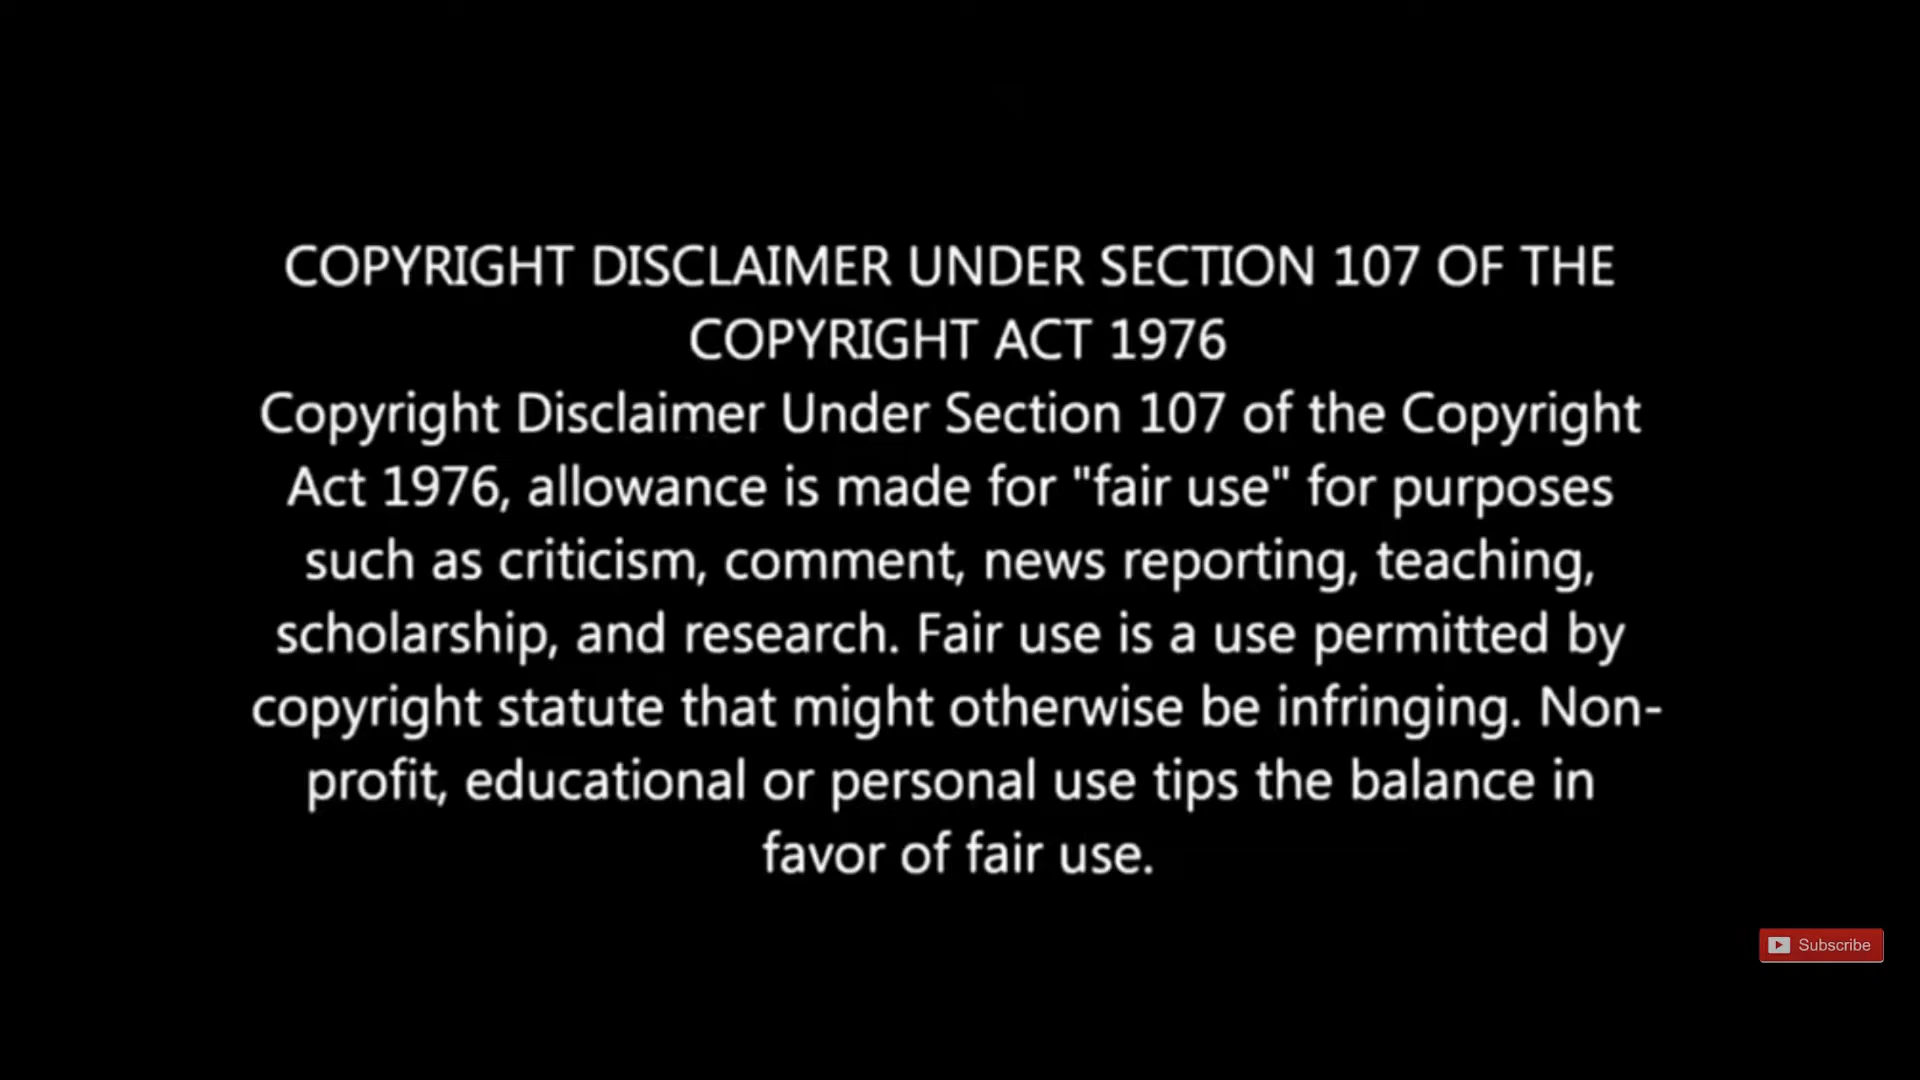 COPYRIGHT DISCLAIMER UNDER SECTION 107 OF THE
COPYRIGHT ACT 1976
Copyright Disclaimer Under Section 107 of the Copyright
Act 1976, allowance is made for "fair use" for purposes
such as criticism, comment, news reporting, teaching,
scholarship, and research. Fair use is a use permitted by
copyright statute that might otherwise be infringing. Non-
profit, educational or personal use tips the balance in
favor of fair use.
Subscribe